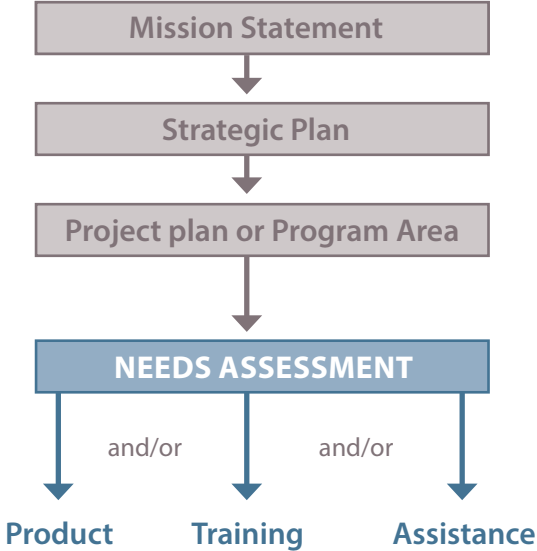 Mission Statement
Strategic Plan
Project plan or Program Area
NEEDS ASSESSMENT
and/or and/or
Product Training Assistance